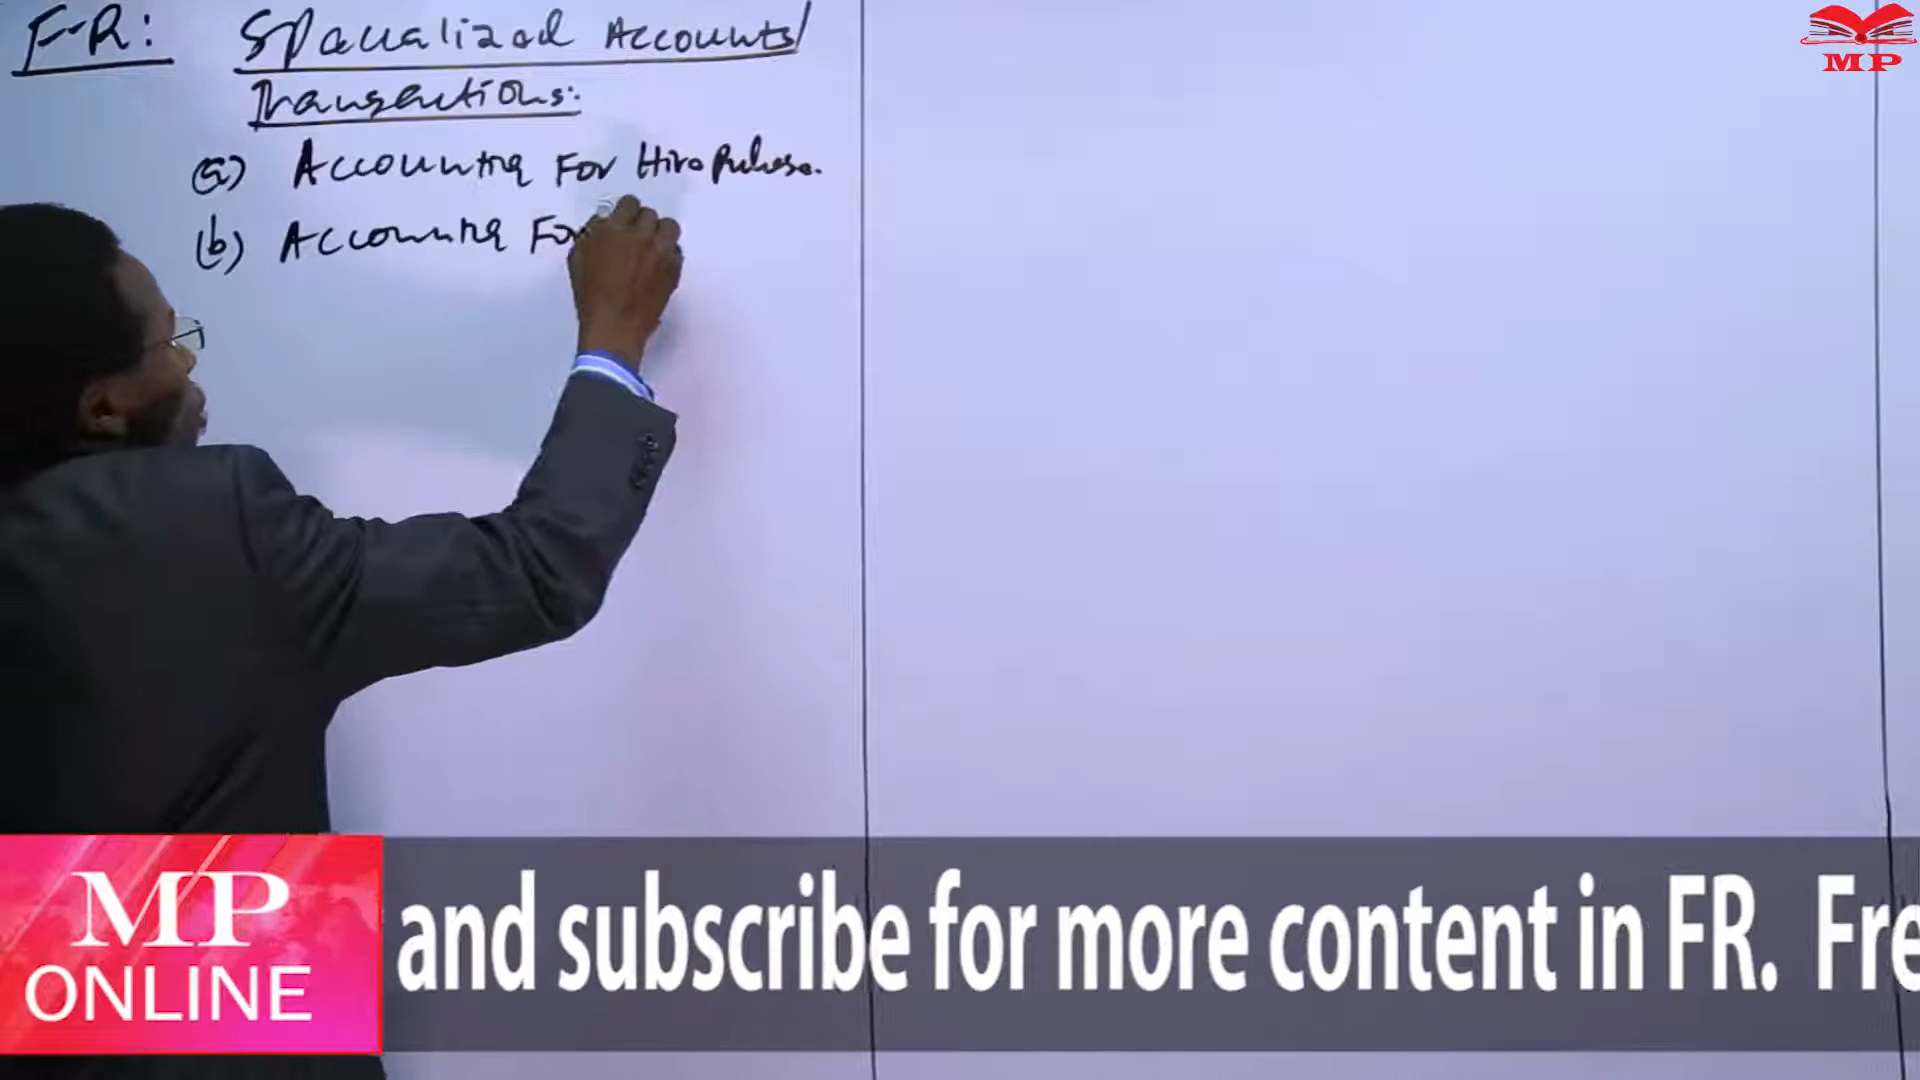 F.R: Specialized Accounts/
Transactions:
(a) Accounting For Hire Purchase.
(b) Accounting For
MP
MP
ONLINE
and subscribe for more content in FR. Fre